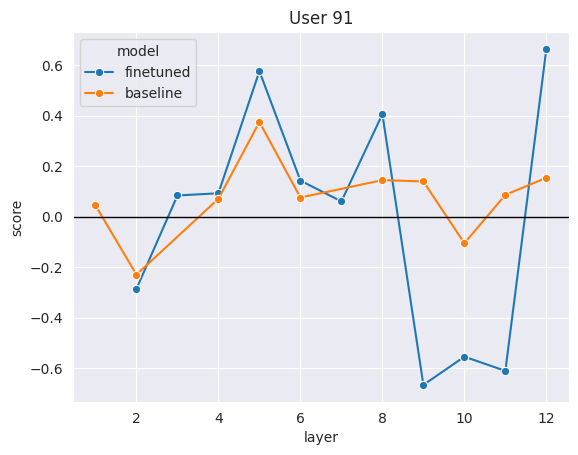 User 91
model
finetuned
baseline
score
0.6
0.4
0.2
0.0
−0.2
−0.4
−0.6
2 4 6 8 10 12
layer